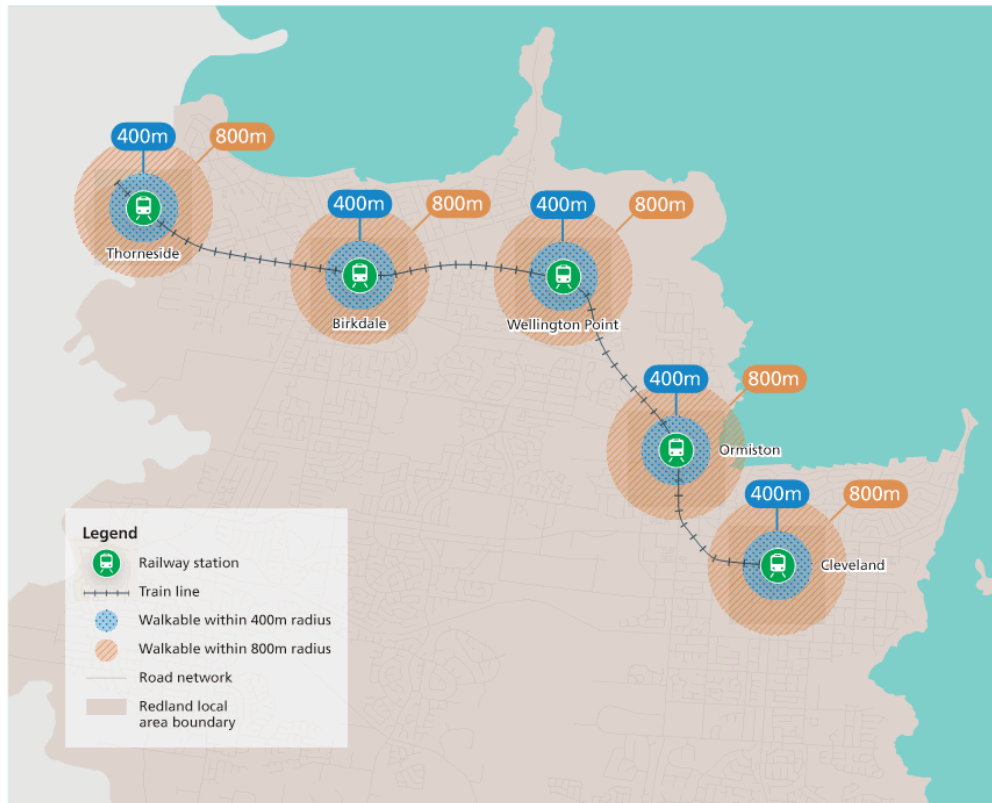 400m
800m
Thorneside
400m
800m
Birkdale
400m
800m
Wellington Point
400m
800m
Ormiston
400m
800m
Cleveland
Legend
Railway station
Train line
Walkable within 400m radius
Walkable within 800m radius
Road network
Redland local
area boundary